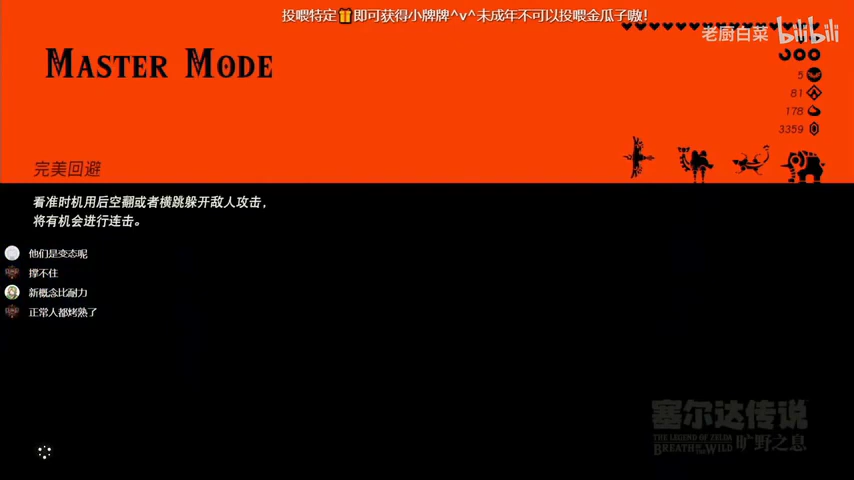 投喂特定🎁即可获得小牌牌^v^未成年不可以投喂金瓜子嗷！
老厨白菜 bilibili
MASTER MODE
5
81
178
3359
完美回避
看准时机用后空翻或者横跳躲开敌人攻击，
将有机会进行连击。
他们是变态呢
撑不住
新概念比耐力
正常人都烤熟了
塞尔达传说
THE LEGEND OF ZELDA
BREATH OF THE WILD 旷野之息